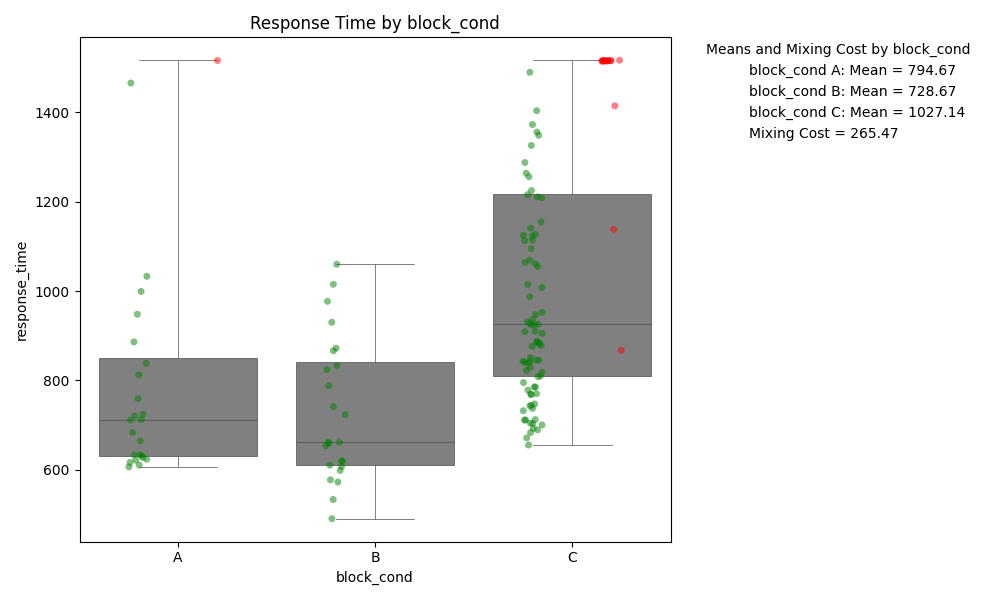 Response Time by block_cond
Means and Mixing Cost by block_cond
block_cond A: Mean = 794.67
block_cond B: Mean = 728.67
block_cond C: Mean = 1027.14
Mixing Cost = 265.47
response_time
1400
1200
1000
800
600
A
B
C
block_cond